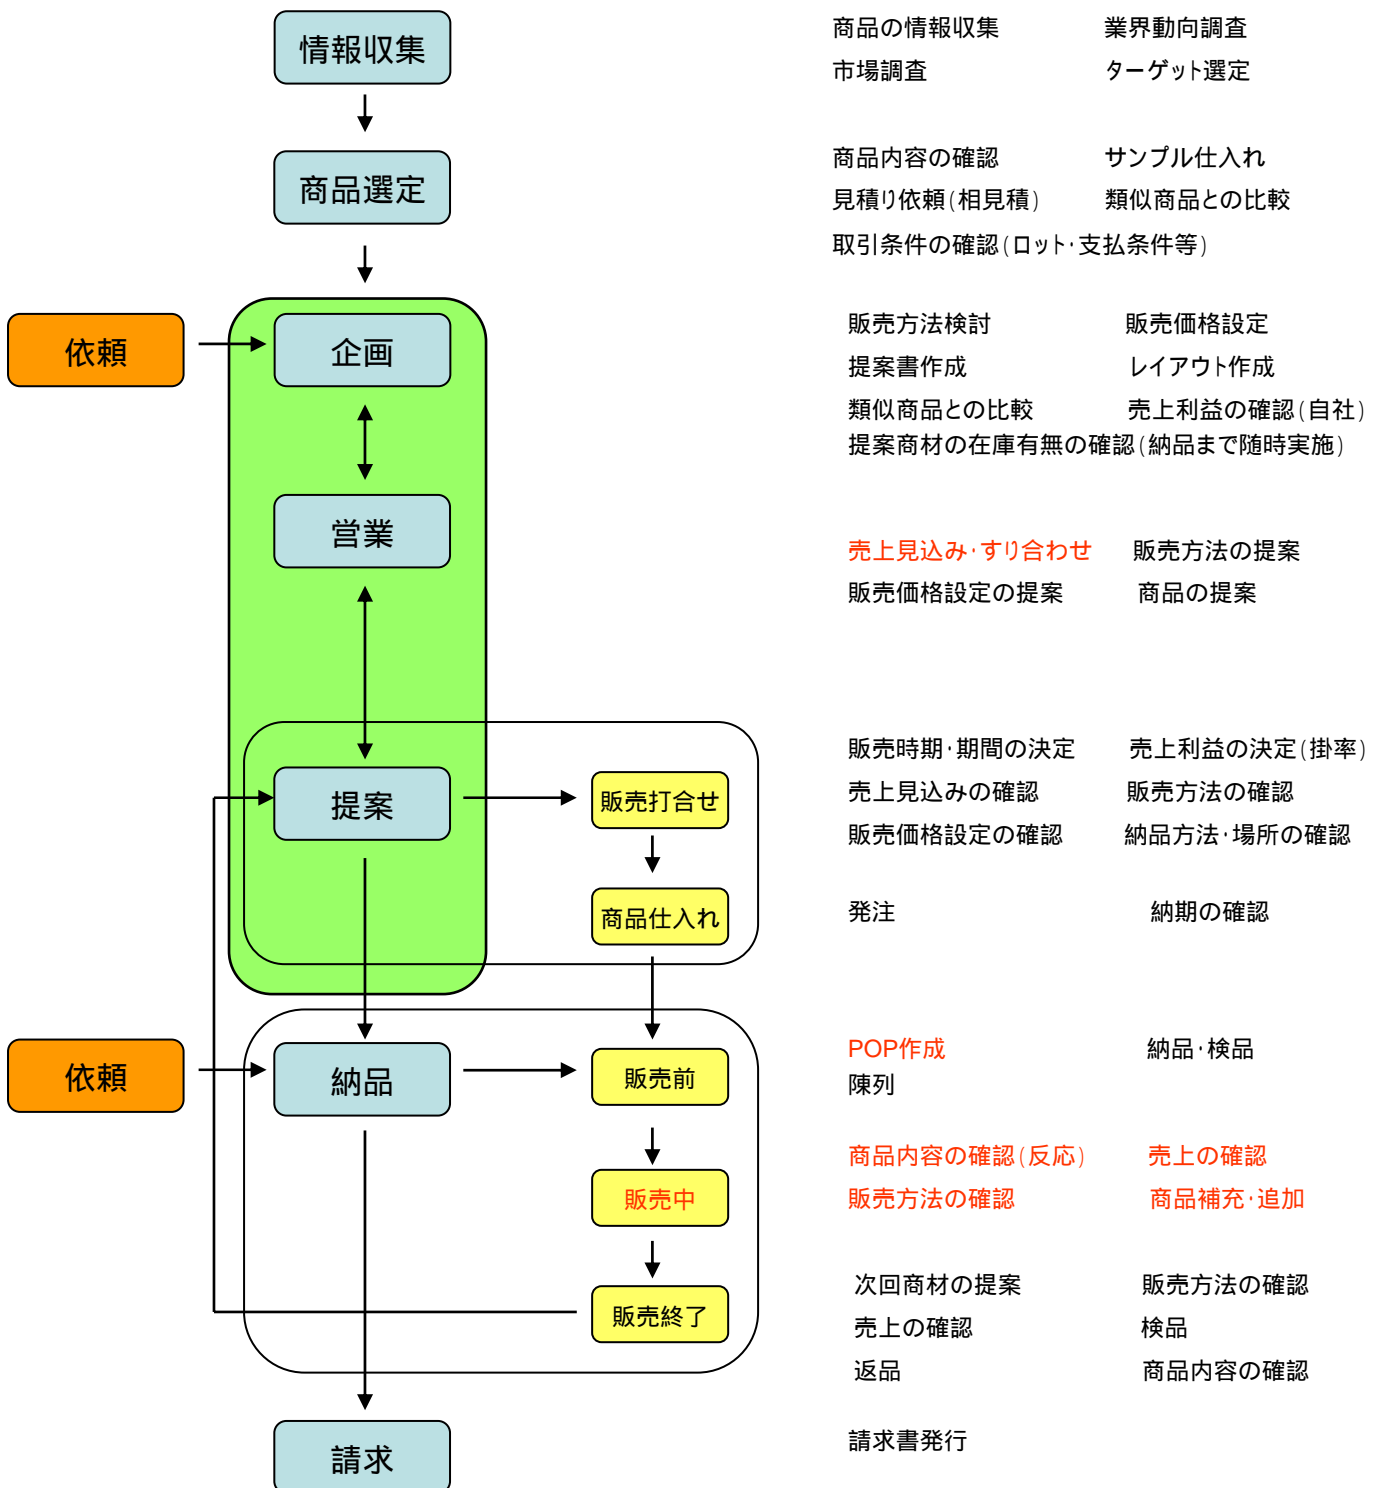 情報収集
商品の情報収集　業界動向調査
市場調査　ターゲット選定
商品選定
商品内容の確認　サンプル仕入れ
見積り依頼(相見積)　類似商品との比較
取引条件の確認(ロット・支払条件等)
依頼
企画
販売方法検討　販売価格設定
提案書作成　レイアウト作成
類似商品との比較　売上利益の確認(自社)
提案商材の在庫有無の確認(納品まで随時実施)
営業
売上見込み・すり合わせ　販売方法の提案
販売価格設定の提案　商品の提案
提案
販売打合せ
販売時期・期間の決定　売上利益の決定(掛率)
売上見込みの確認　販売方法の確認
販売価格設定の確認　納品方法・場所の確認
商品仕入れ
発注　納期の確認
依頼
納品
販売前
POP作成　納品・検品
陳列
販売中
商品内容の確認(反応)　売上の確認
販売方法の確認　商品補充・追加
販売終了
次回商材の提案　販売方法の確認
売上の確認　検品
返品　商品内容の確認
請求
請求書発行